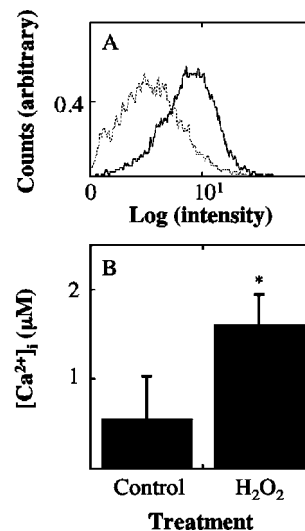 A
Counts (arbitrary)
0.4
0
10¹
Log (intensity)
B
[Ca²⁺]ᵢ (μM)
2
1
*
Control
H₂O₂
Treatment